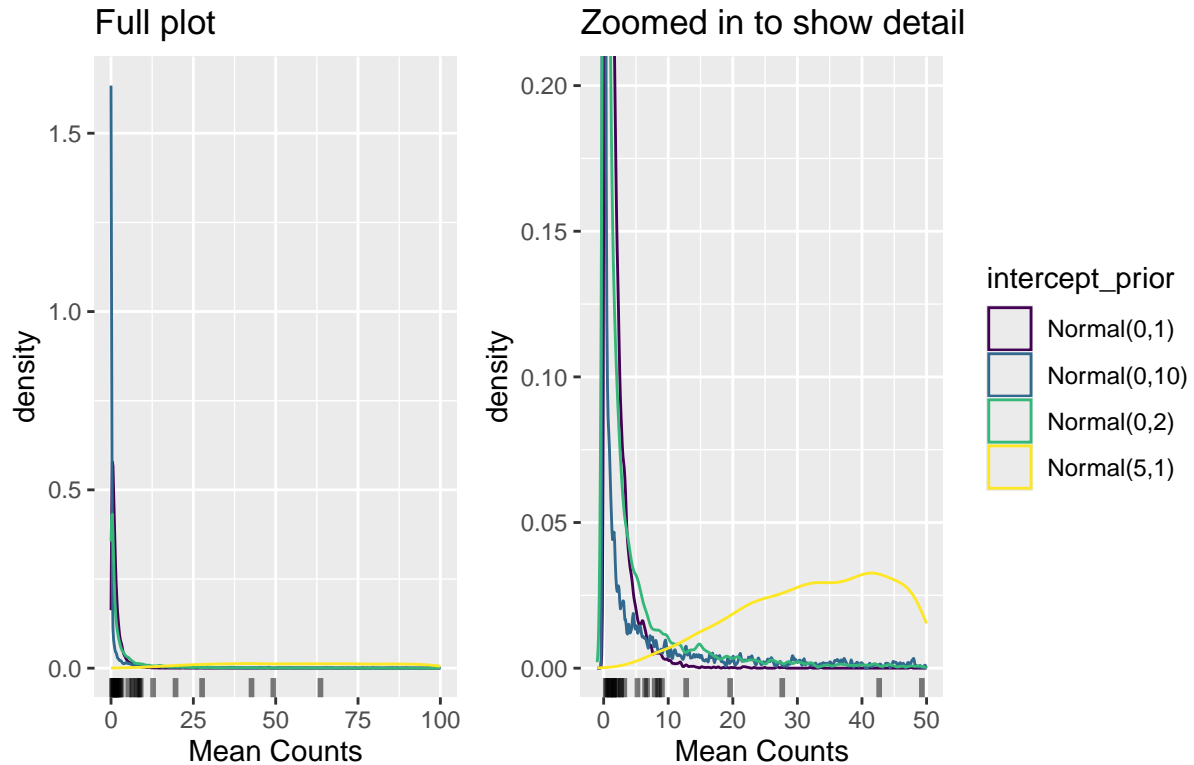 Full plot
Zoomed in to show detail
1.5
1.0
0.5
0.0
density
0
25
50
75
100
Mean Counts
0.20
0.15
0.10
0.05
0.00
density
0
10
20
30
40
50
Mean Counts
intercept_prior
Normal(0,1)
Normal(0,10)
Normal(0,2)
Normal(5,1)